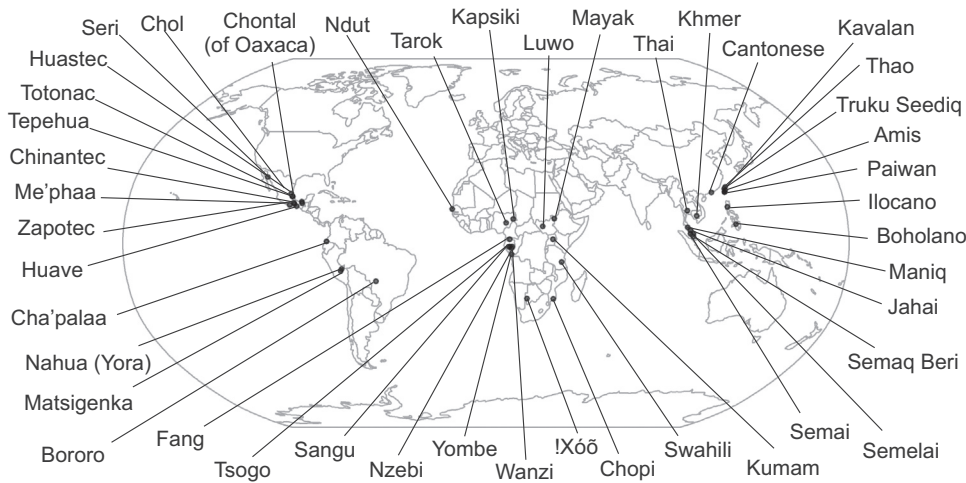 Kapsiki
Mayak
Ndut
Khmer
Seri
Chol
Chontal
(of Oaxaca)
Kavalan
Tarok
Luwo
Thai
Cantonese
Huastec
Thao
Totonac
Truku Seediq
Tepehua
Amis
Chinantec
Paiwan
Me'phaa
Ilocano
Zapotec
Boholano
Huave
Maniq
Jahai
Cha'palaa
Nahua (Yora)
Semaq Beri
Matsigenka
Semai
Fang
Bororo
Sangu
Yombe
!Xóõ
Swahili
Semelai
Tsogo
Nzebi
Wanzi
Chopi
Kumam